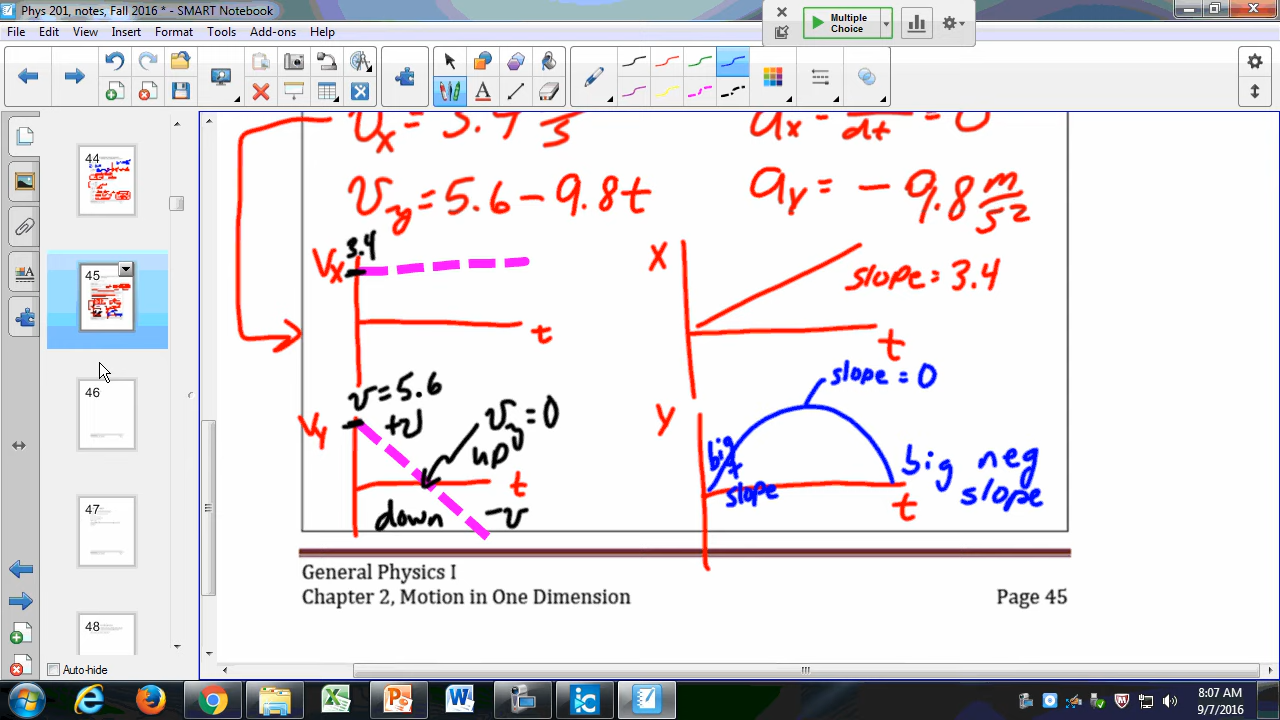 Phys 201, notes, Fall 2016 * - SMART Notebook
Multiple
Choice
File Edit View Insert Format Tools Add-ons Help
44
45
46
47
48
Auto-hide
Vx = 3.4 m/s
ax = /dt = 0
Vy = 5.6 - 9.8t
ay = - 9.8 m/s²
Vx
3.4
t
X
slope = 3.4
t
v = 5.6
+v
Vy
vy = 0
up
t
down -v
Y
slope = 0
big
+
slope
big neg
slope
t
General Physics I
Chapter 2, Motion in One Dimension Page 45
8:07 AM
9/7/2016